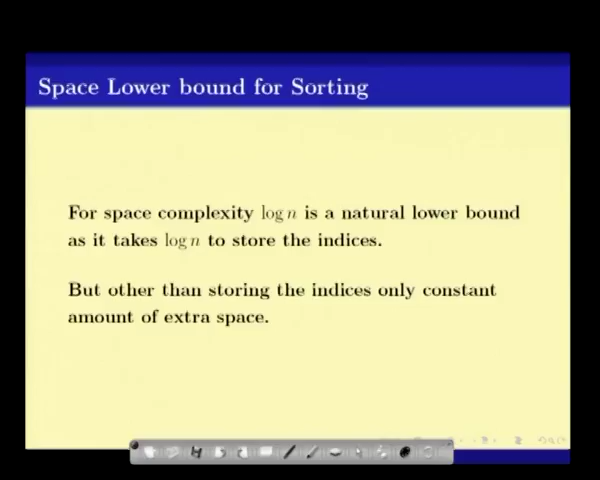 Space Lower bound for Sorting
For space complexity log n is a natural lower bound
as it takes log n to store the indices.
But other than storing the indices only constant
amount of extra space.